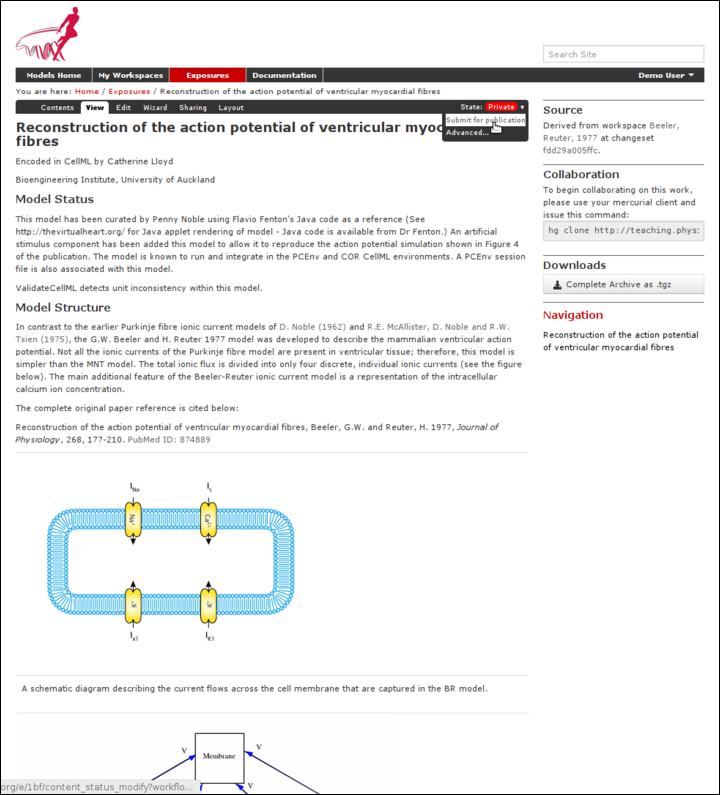 Search Site
Models Home My Workspaces Exposures Documentation Demo User
You are here: Home / Exposures / Reconstruction of the action potential of ventricular myocardial fibres
Contents View Edit Wizard Sharing Layout State: Private
Submit for publication
Advanced...
Reconstruction of the action potential of ventricular
fibres
Encoded in CellML by Catherine Lloyd
Bioengineering Institute, University of Auckland
Model Status
This model has been curated by Penny Noble using Flavio Fenton's Java code as a reference (See
http://thevirtualheart.org/ for Java applet rendering of model - Java code is available from Dr Fenton.) An artificial
stimulus component has been added this model to allow it to reproduce the action potential simulation shown in Figure 4
of the publication. The model is known to run and integrate in the PCEnv and COR CellML environments. A PCEnv session
file is also associated with this model.
ValidateCellML detects unit inconsistency within this model.
Model Structure
In contrast to the earlier Purkinje fibre ionic current models of D. Noble (1962) and R.E. McAllister, D. Noble and R.W.
Tsien (1975), the G.W. Beeler and H. Reuter 1977 model was developed to describe the mammalian ventricular action
potential. Not all the ionic currents of the Purkinje fibre model are present in ventricular tissue; therefore, this model is
simpler than the MNT model. The total ionic flux is divided into only four discrete, individual ionic currents (see the figure
below). The main additional feature of the Beeler-Reuter ionic current model is a representation of the intracellular
calcium ion concentration.
The complete original paper reference is cited below:
Reconstruction of the action potential of ventricular myocardial fibres, Beeler, G.W. and Reuter, H. 1977, Journal of
Physiology, 268, 177-210. PubMed ID: 874889
INa Is
Na+ Ca2+
K+ K+
Ix1 IK1
A schematic diagram describing the current flows across the cell membrane that are captured in the BR model.
V Membrane V
V
org/e/1bf/content_status_modify?workflo...
Source
Derived from workspace Beeler,
Reuter, 1977 at changeset
fdd29a005ffc.
Collaboration
To begin collaborating on this work,
please use your mercurial client and
issue this command:
hg clone http://teaching.phys:
Downloads
Complete Archive as .tgz
Navigation
Reconstruction of the action potential
of ventricular myocardial fibres